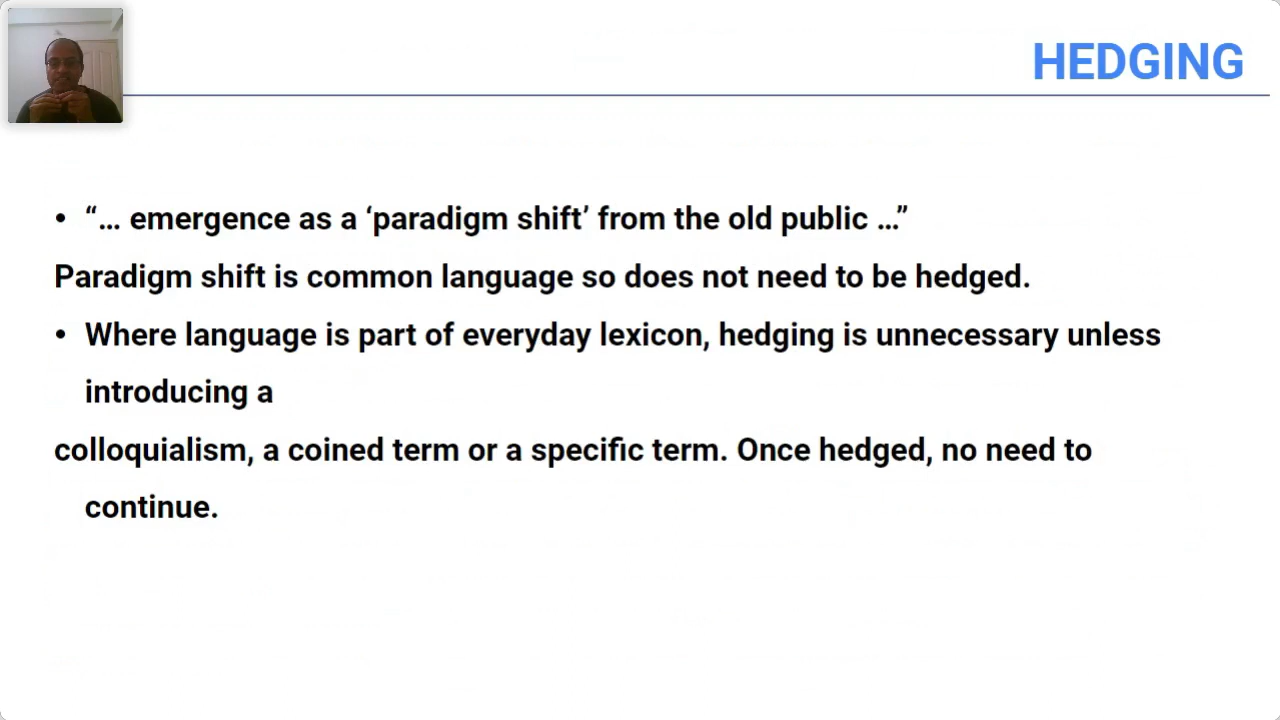 HEDGING
• “... emergence as a ‘paradigm shift’ from the old public ...”
Paradigm shift is common language so does not need to be hedged.
• Where language is part of everyday lexicon, hedging is unnecessary unless
introducing a
colloquialism, a coined term or a specific term. Once hedged, no need to
continue.